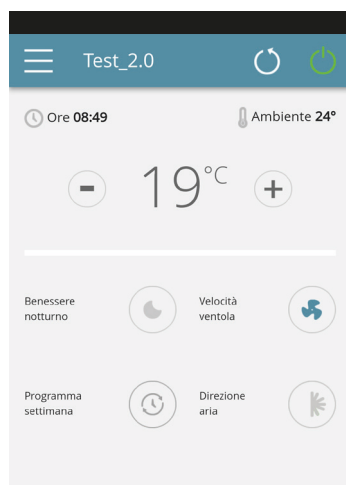 Test_2.0
Ore 08:49
Ambiente 24°
- 19°C +
Benessere
notturno
Velocità
ventola
Programma
settimana
Direzione
aria